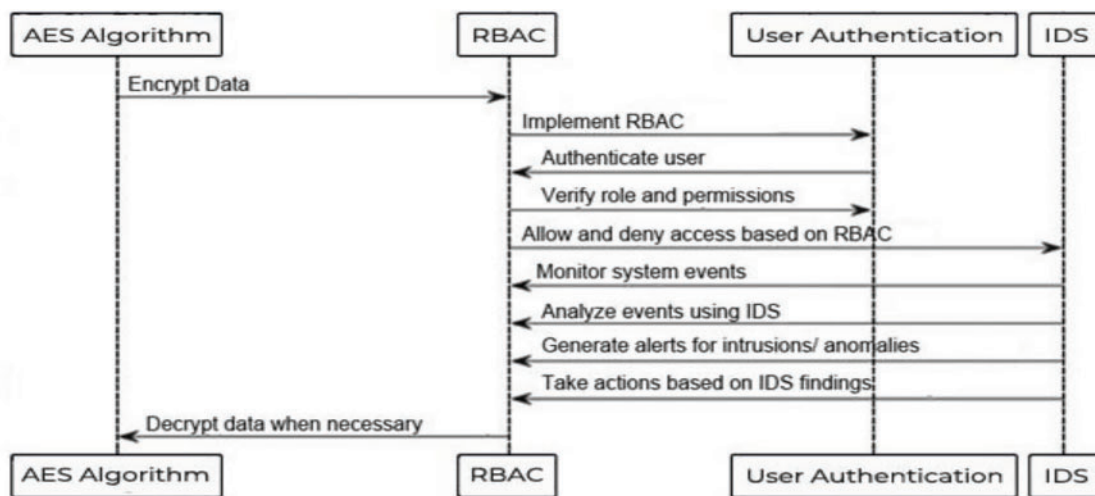 AES Algorithm RBAC User Authentication IDS
Encrypt Data
Implement RBAC
Authenticate user
Verify role and permissions
Allow and deny access based on RBAC
Monitor system events
Analyze events using IDS
Generate alerts for intrusions/ anomalies
Take actions based on IDS findings
Decrypt data when necessary
AES Algorithm RBAC User Authentication IDS